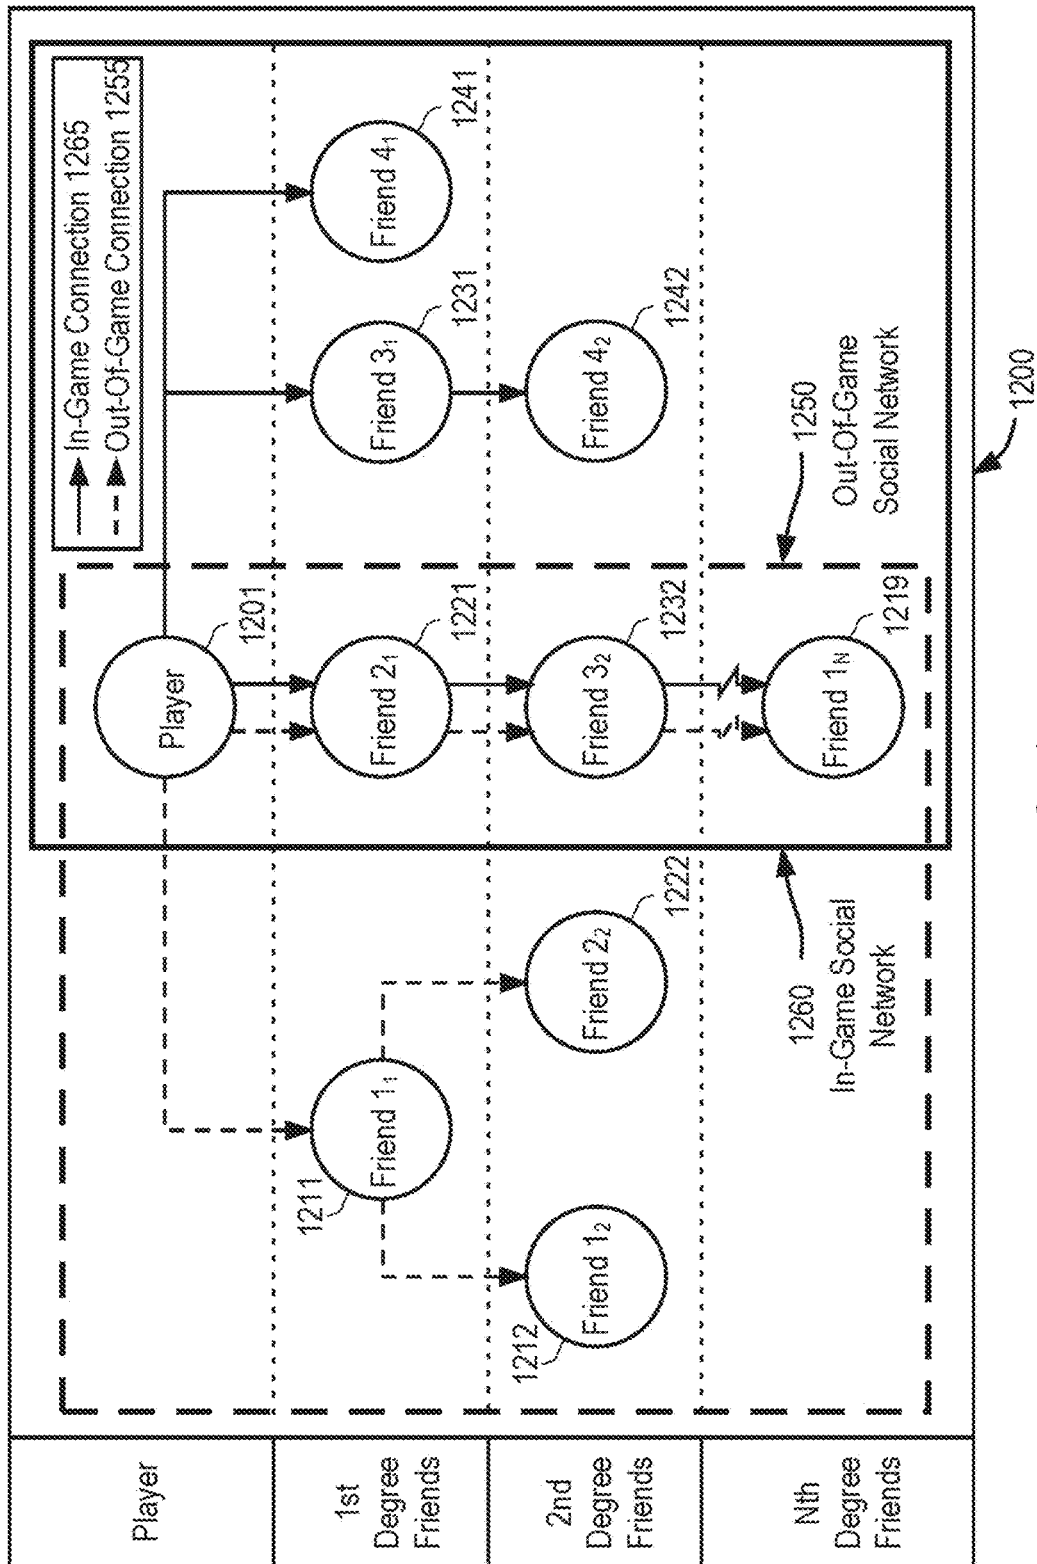 Player
1st
Degree
Friends
2nd
Degree
Friends
Nth
Degree
Friends
In-Game Connection 1265
Out-Of-Game Connection 1255
Player
1201
1211
Friend 1₁
Friend 2₁
1221
Friend 3₁
1231
Friend 4₁
1241
1212
Friend 1₂
Friend 2₂
1222
Friend 3₂
1232
Friend 4₂
1242
Friend 1N
1219
1260
In-Game Social
Network
1250
Out-Of-Game
Social Network
1200